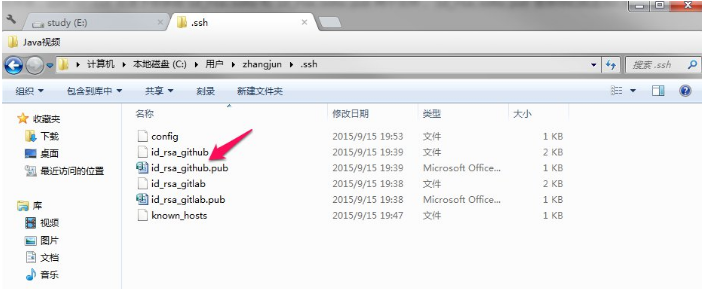 study (E:)
.ssh
Java视频
计算机 本地磁盘 (C:) 用户 zhangjun .ssh
搜索 .ssh
组织 包含到库中 共享 刻录 新建文件夹
名称 修改日期 类型 大小
收藏夹
下载
桌面
最近访问的位置
库
视频
图片
文档
音乐
config 2015/9/15 19:53 文件 1 KB
id_rsa_github 2015/9/15 19:39 文件 2 KB
id_rsa_github.pub 2015/9/15 19:39 Microsoft Office... 1 KB
id_rsa_gitlab 2015/9/15 19:38 文件 2 KB
id_rsa_gitlab.pub 2015/9/15 19:38 Microsoft Office... 1 KB
known_hosts 2015/9/15 19:47 文件 1 KB